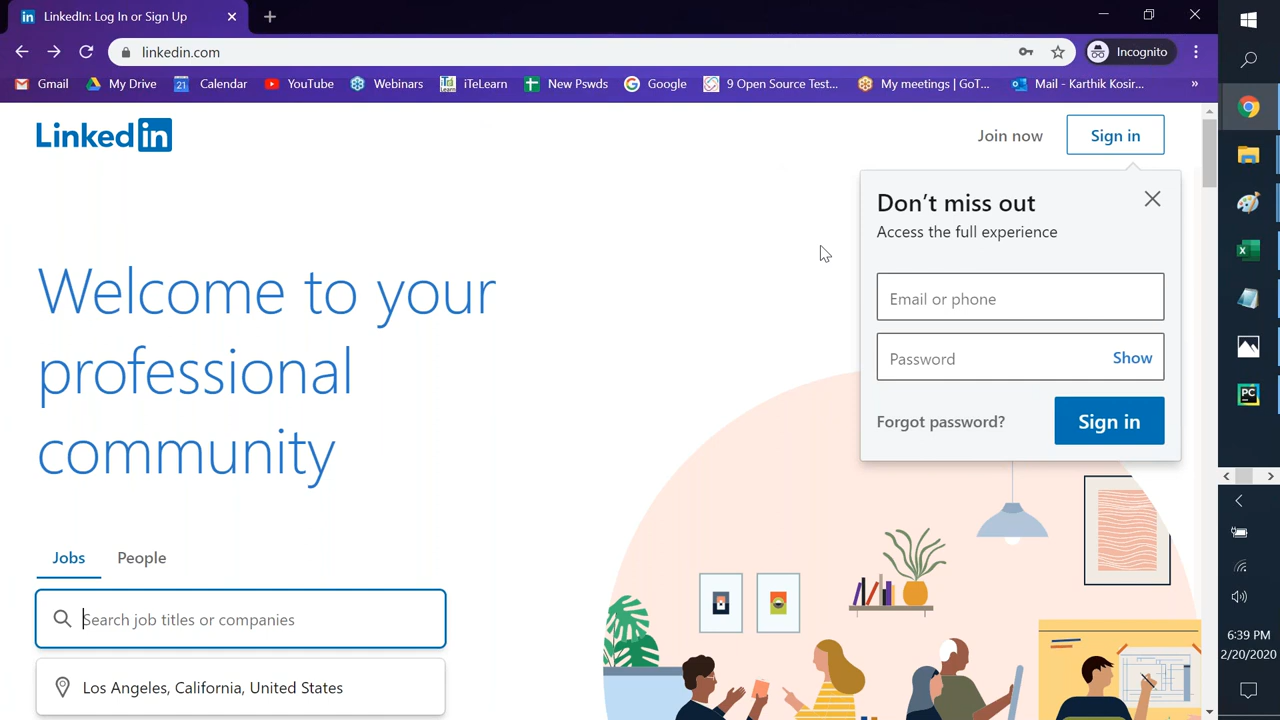 LinkedIn: Log In or Sign Up
linkedin.com
Incognito
Gmail
My Drive
21
Calendar
YouTube
Webinars
iTeLearn
New Pswds
Google
9 Open Source Test...
My meetings | GoT...
Mail - Karthik Kosir...
»
Linkedin
Join now
Sign in
Don't miss out
Access the full experience
Email or phone
Password
Show
Forgot password?
Sign in
Welcome to your
professional
community
Jobs
People
Search job titles or companies
Los Angeles, California, United States
PC
6:39 PM
2/20/2020